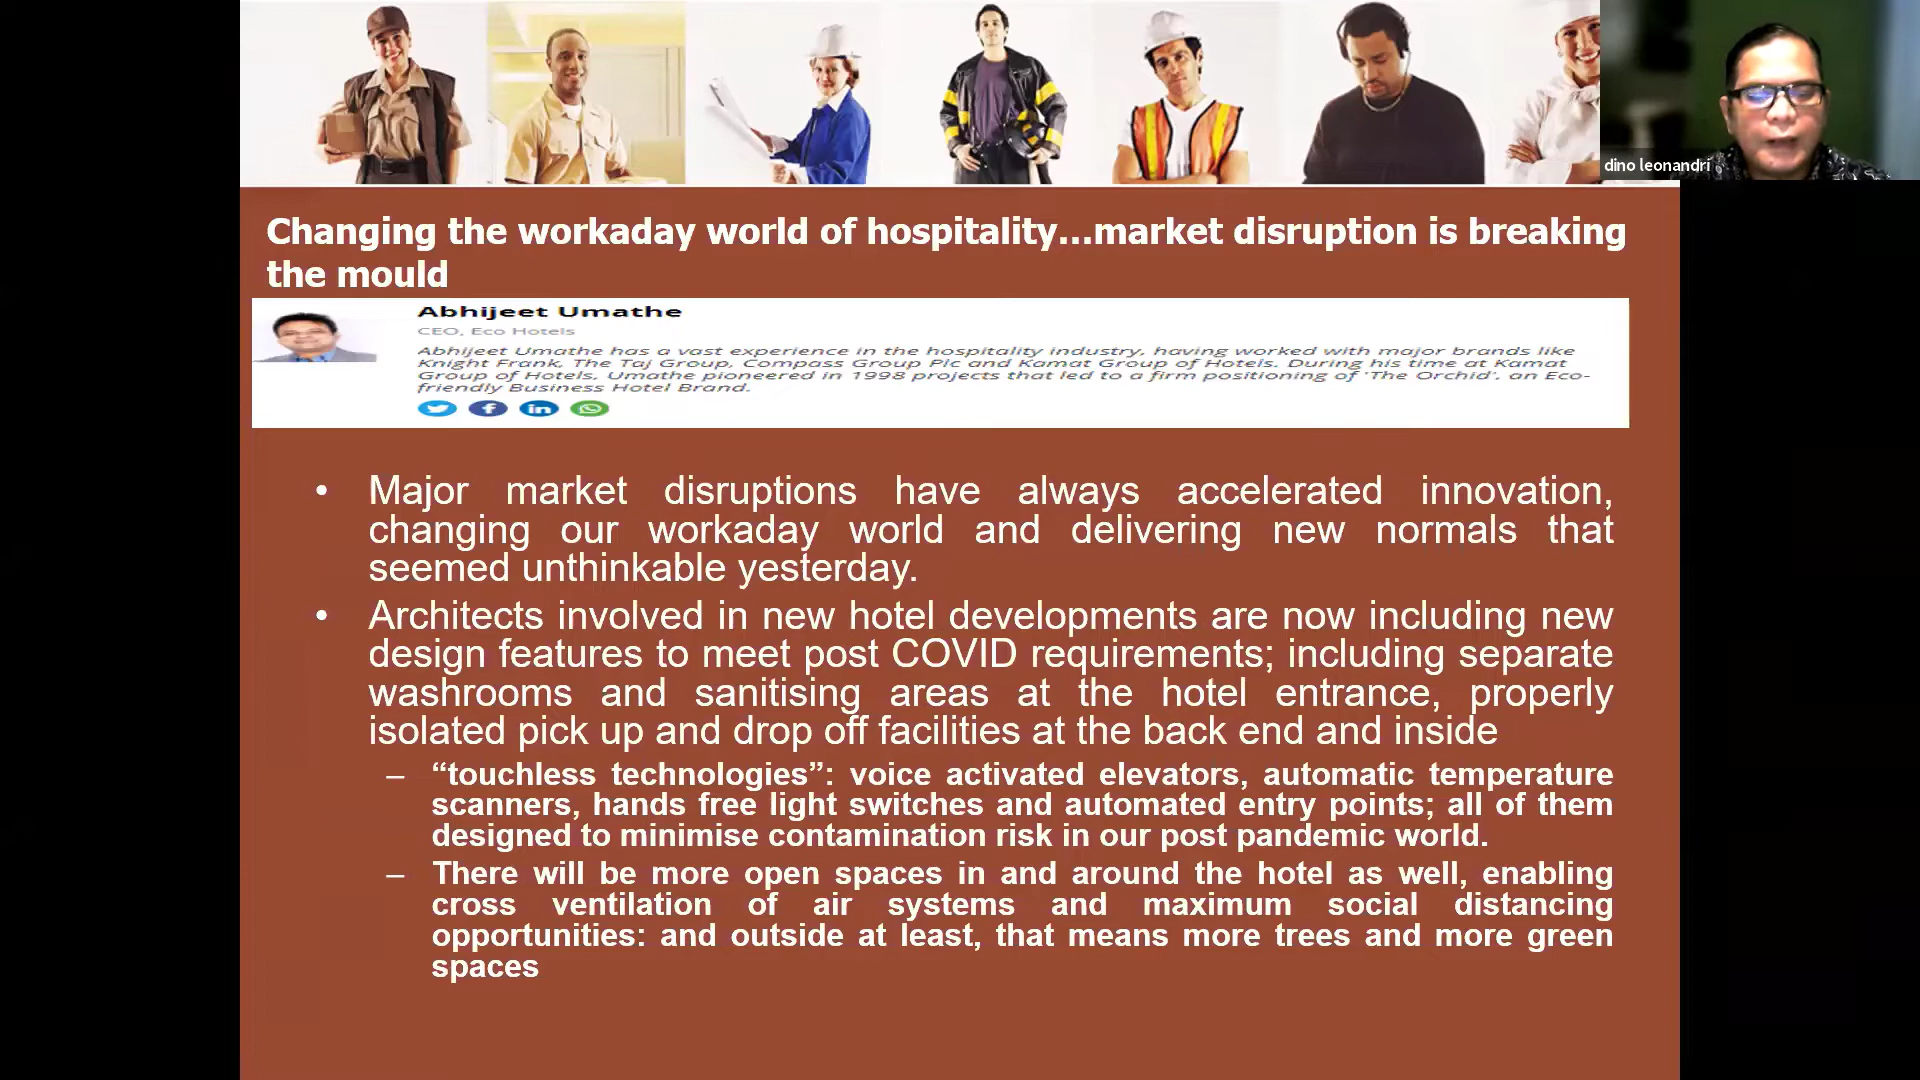 dino leonandri
Changing the workaday world of hospitality...market disruption is breaking
the mould
Abhijeet Umathe
CEO, Eco Hotels
Abhijeet Umathe has a vast experience in the hospitality industry, having worked with major brands like
Knight Frank, The Taj Group, Compass Group Plc and Kamat Group of Hotels. During his time at Kamat
Group of Hotels, Umathe pioneered in 1998 projects that led to a firm positioning of 'The Orchid', an Eco-
friendly Business Hotel Brand.
• Major market disruptions have always accelerated innovation,
changing our workaday world and delivering new normals that
seemed unthinkable yesterday.
• Architects involved in new hotel developments are now including new
design features to meet post COVID requirements; including separate
washrooms and sanitising areas at the hotel entrance, properly
isolated pick up and drop off facilities at the back end and inside
– “touchless technologies”: voice activated elevators, automatic temperature
scanners, hands free light switches and automated entry points; all of them
designed to minimise contamination risk in our post pandemic world.
– There will be more open spaces in and around the hotel as well, enabling
cross ventilation of air systems and maximum social distancing
opportunities: and outside at least, that means more trees and more green
spaces